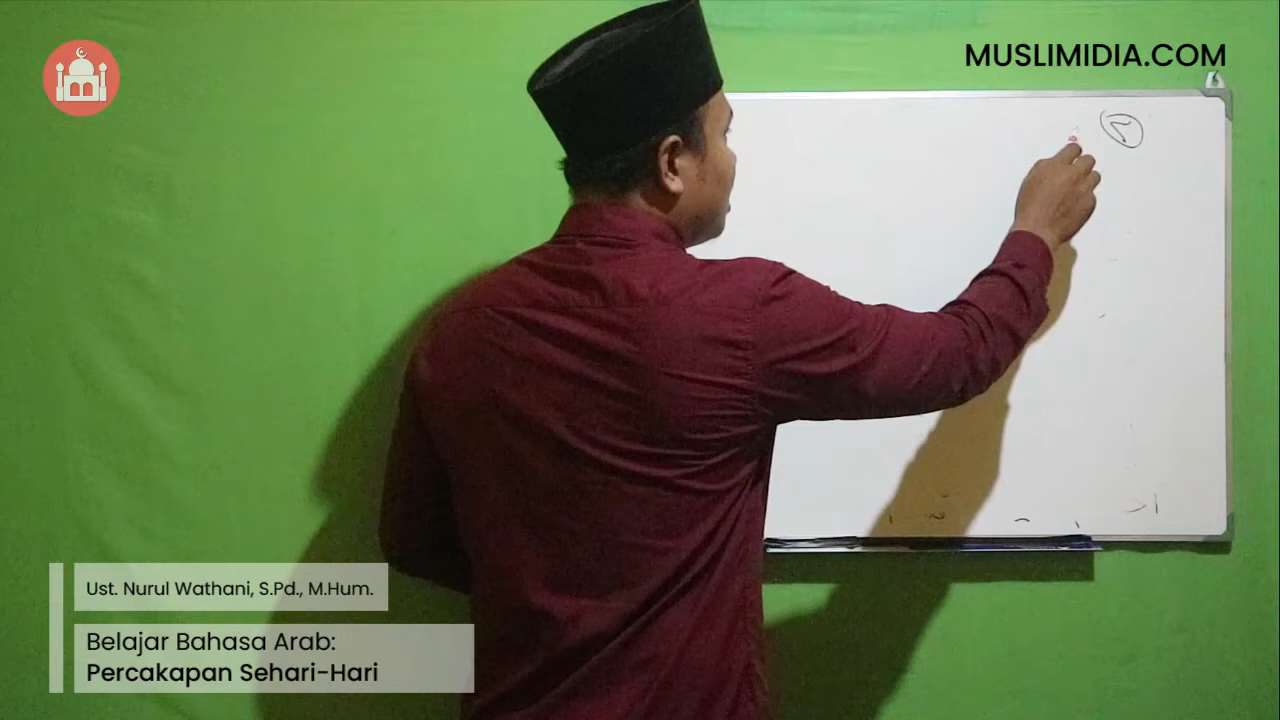 MUSLIMIDIA.COM
Ust. Nurul Wathani, S.Pd., M.Hum.
Belajar Bahasa Arab:
Percakapan Sehari-Hari